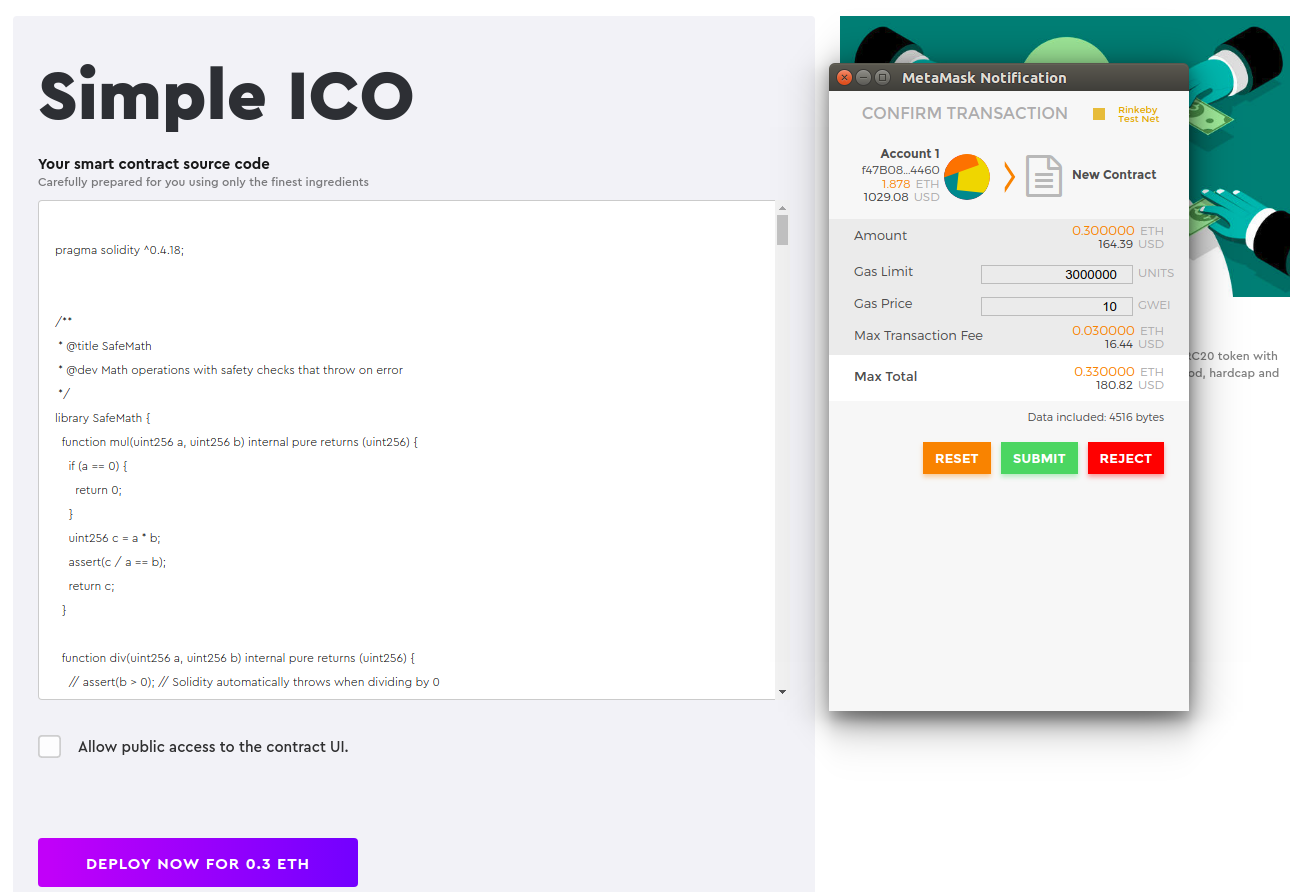 Simple ICO
Your smart contract source code
Carefully prepared for you using only the finest ingredients
pragma solidity ^0.4.18;
/**
* @title SafeMath
* @dev Math operations with safety checks that throw on error
*/
library SafeMath {
function mul(uint256 a, uint256 b) internal pure returns (uint256) {
if (a == 0) {
return 0;
}
uint256 c = a * b;
assert(c / a == b);
return c;
}
function div(uint256 a, uint256 b) internal pure returns (uint256) {
// assert(b > 0); // Solidity automatically throws when dividing by 0
Allow public access to the contract UI.
DEPLOY NOW FOR 0.3 ETH
MetaMask Notification
CONFIRM TRANSACTION
Rinkeby
Test Net
Account 1
f47B08...4460
1.878 ETH
1029.08 USD
New Contract
Amount
0.300000 ETH
164.39 USD
Gas Limit
3000000 UNITS
Gas Price
10 GWEI
Max Transaction Fee
0.030000 ETH
16.44 USD
Max Total
0.330000 ETH
180.82 USD
Data included: 4516 bytes
RESET SUBMIT REJECT
token with
hardcap and